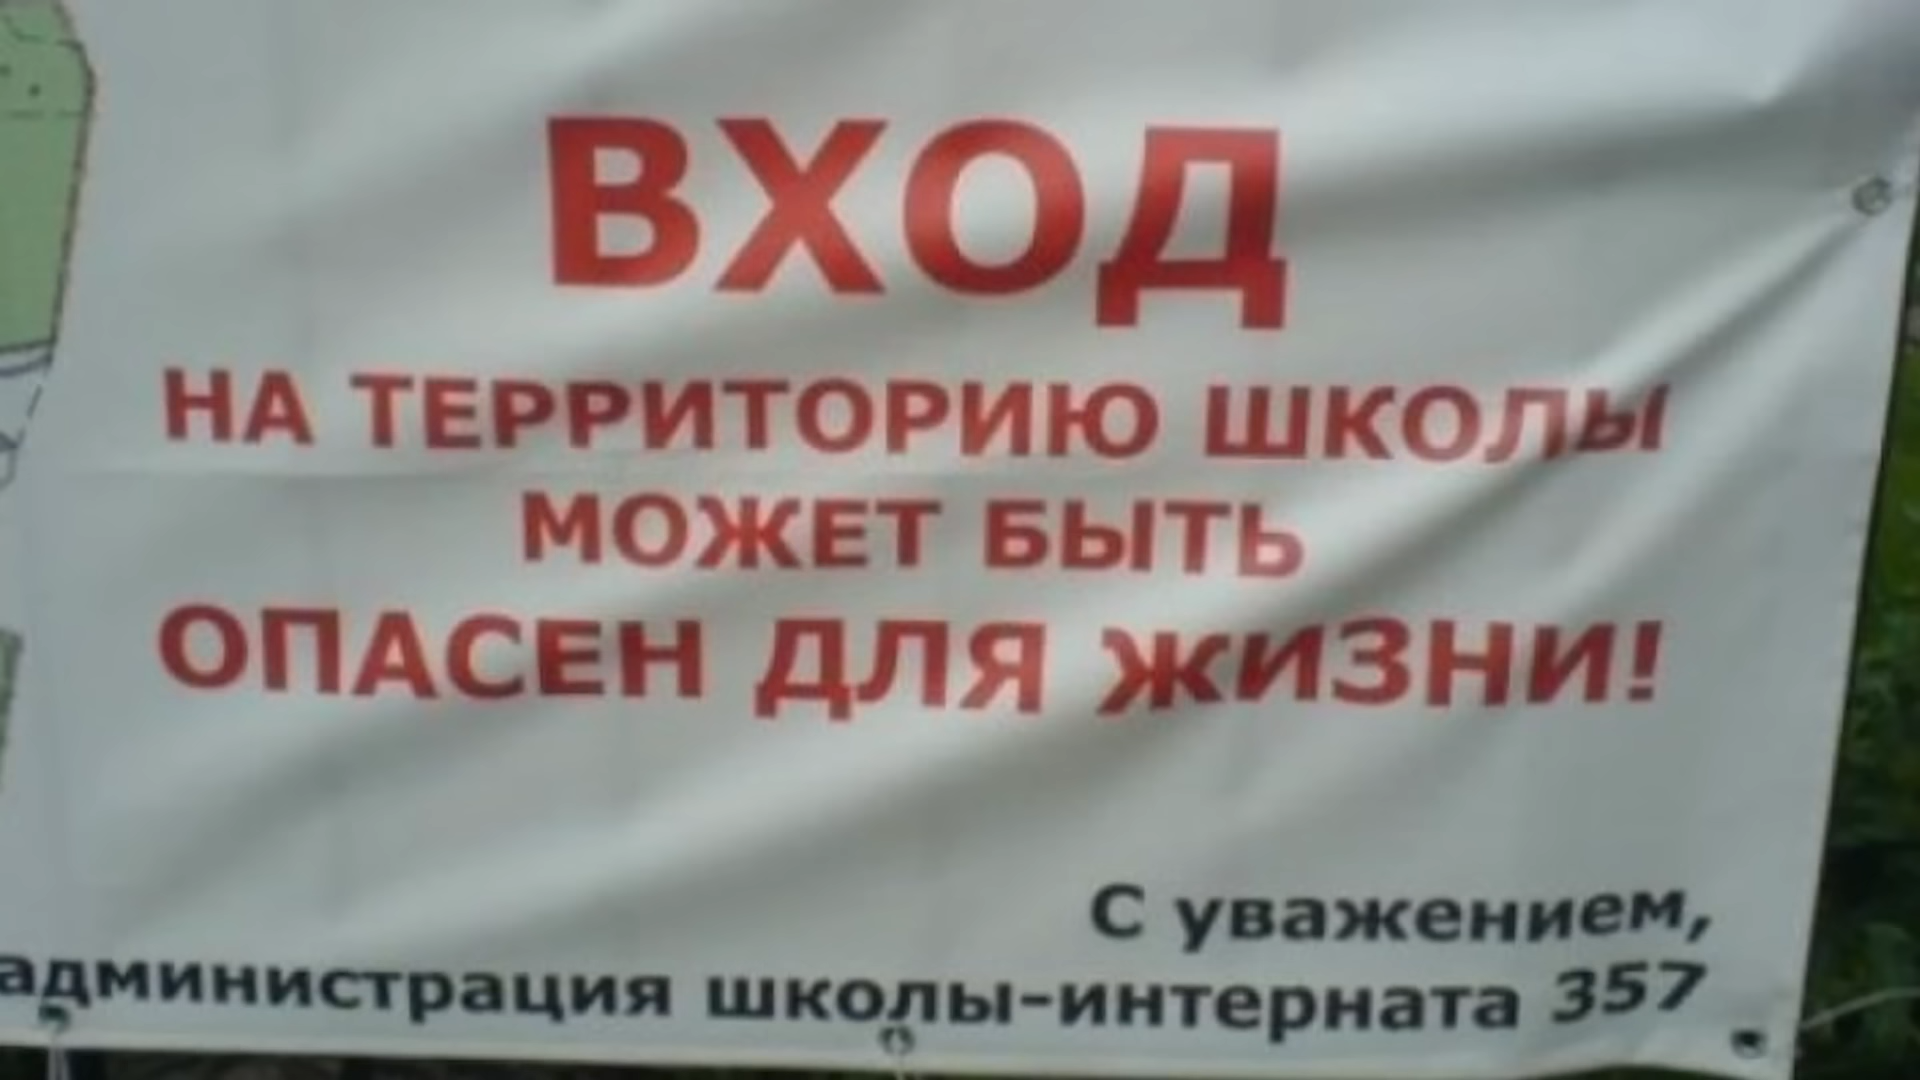 ВХОД
НА ТЕРРИТОРИЮ ШКОЛЫ
МОЖЕТ БЫТЬ
ОПАСЕН ДЛЯ ЖИЗНИ!
С уважением,
администрация школы-интерната 357